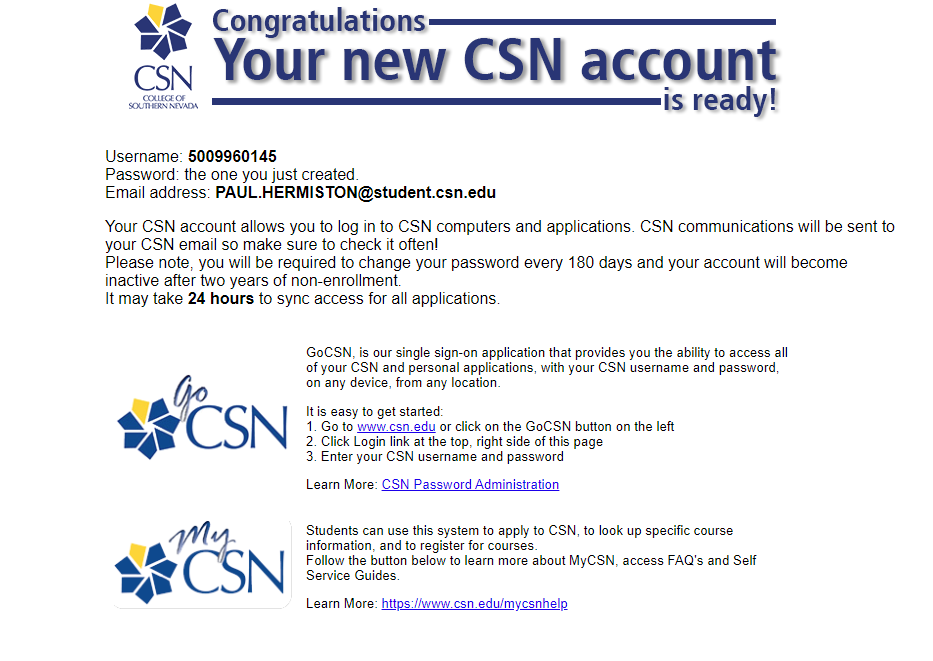 Congratulations
Your new CSN account
is ready!
CSN
COLLEGE OF
SOUTHERN NEVADA
Username: 5009960145
Password: the one you just created.
Email address: PAUL.HERMISTON@student.csn.edu
Your CSN account allows you to log in to CSN computers and applications. CSN communications will be sent to
your CSN email so make sure to check it often!
Please note, you will be required to change your password every 180 days and your account will become
inactive after two years of non-enrollment.
It may take 24 hours to sync access for all applications.
Go
CSN
GoCSN, is our single sign-on application that provides you the ability to access all
of your CSN and personal applications, with your CSN username and password,
on any device, from any location.
It is easy to get started:
1. Go to www.csn.edu or click on the GoCSN button on the left
2. Click Login link at the top, right side of this page
3. Enter your CSN username and password
Learn More: CSN Password Administration
My
CSN
Students can use this system to apply to CSN, to look up specific course
information, and to register for courses.
Follow the button below to learn more about MyCSN, access FAQ's and Self
Service Guides.
Learn More: https://www.csn.edu/mycsnhelp